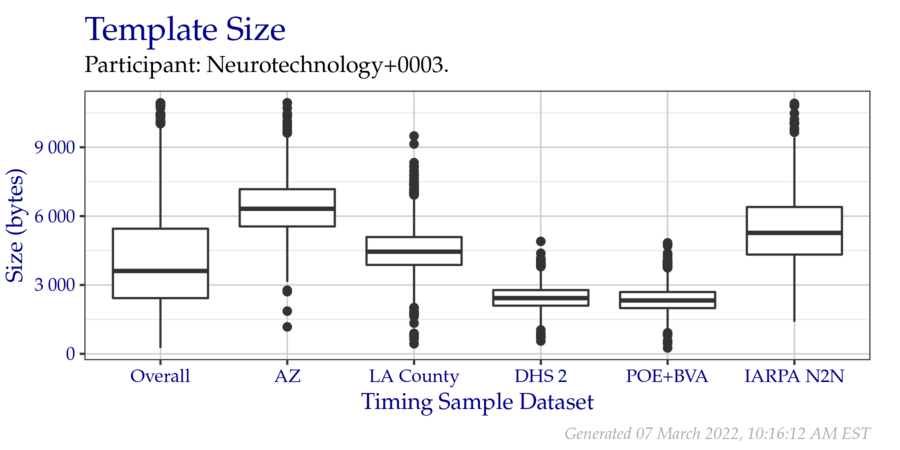 Template Size
Participant: Neurotechnology+0003.
Size (bytes)
9 000
6 000
3 000
0
Overall AZ LA County DHS 2 POE+BVA IARPA N2N
Timing Sample Dataset
Generated 07 March 2022, 10:16:12 AM EST